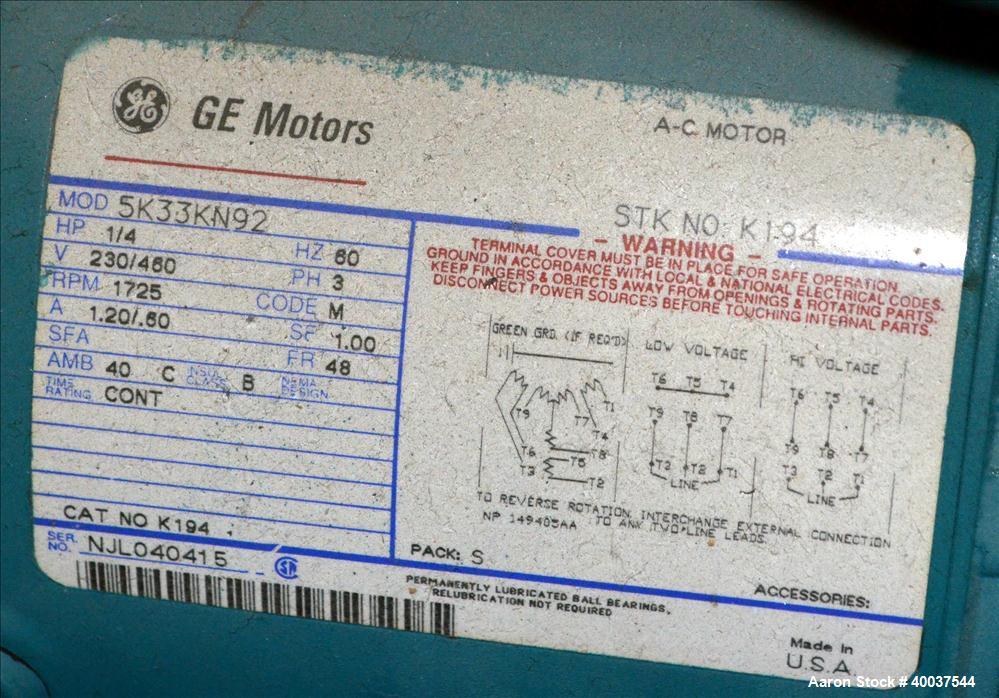 GE Motors
A-C MOTOR
MOD 5K33KN92
STK NO: K194
HP 1/4 HZ 60
V 230/460 PH 3
RPM 1725 CODE M
A 1.20/.60 SF 1.00
SFA FR 48
AMB 40 C INSUL CLASS B NEMA DESIGN
TIME RATING CONT
CAT NO K194
SER. NO. NJL040415
- WARNING -
TERMINAL COVER MUST BE IN PLACE FOR SAFE OPERATION.
GROUND IN ACCORDANCE WITH LOCAL & NATIONAL ELECTRICAL CODES.
KEEP FINGERS & OBJECTS AWAY FROM OPENINGS & ROTATING PARTS.
DISCONNECT POWER SOURCES BEFORE TOUCHING INTERNAL PARTS.
GREEN GRD. (IF REQ'D)
T9 T7 T1
T4
T6 T8
T3 T5
T2
LOW VOLTAGE
T6 T5 T4
T9 T8 T7
T3 T2 T1
LINE
HI VOLTAGE
T6 T5 T4
T9 T8 T7
T3 T2 T1
LINE
TO REVERSE ROTATION, INTERCHANGE EXTERNAL CONNECTION
NP 149405AA TO ANY TWO LINE LEADS.
PACK: S
PERMANENTLY LUBRICATED BALL BEARINGS,
RELUBRICATION NOT REQUIRED
ACCESSORIES:
Made in
U.S.A.
Aaron Stock # 40037544